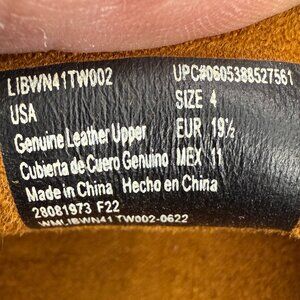 LIBWN41TW002 UPC#0605388527561
USA SIZE 4
Genuine Leather Upper EUR 19½
Cubierta de Cuero Genuino MEX 11
Made in China Hecho en China
28081973 F22
WMLIBWN41TW002-0622